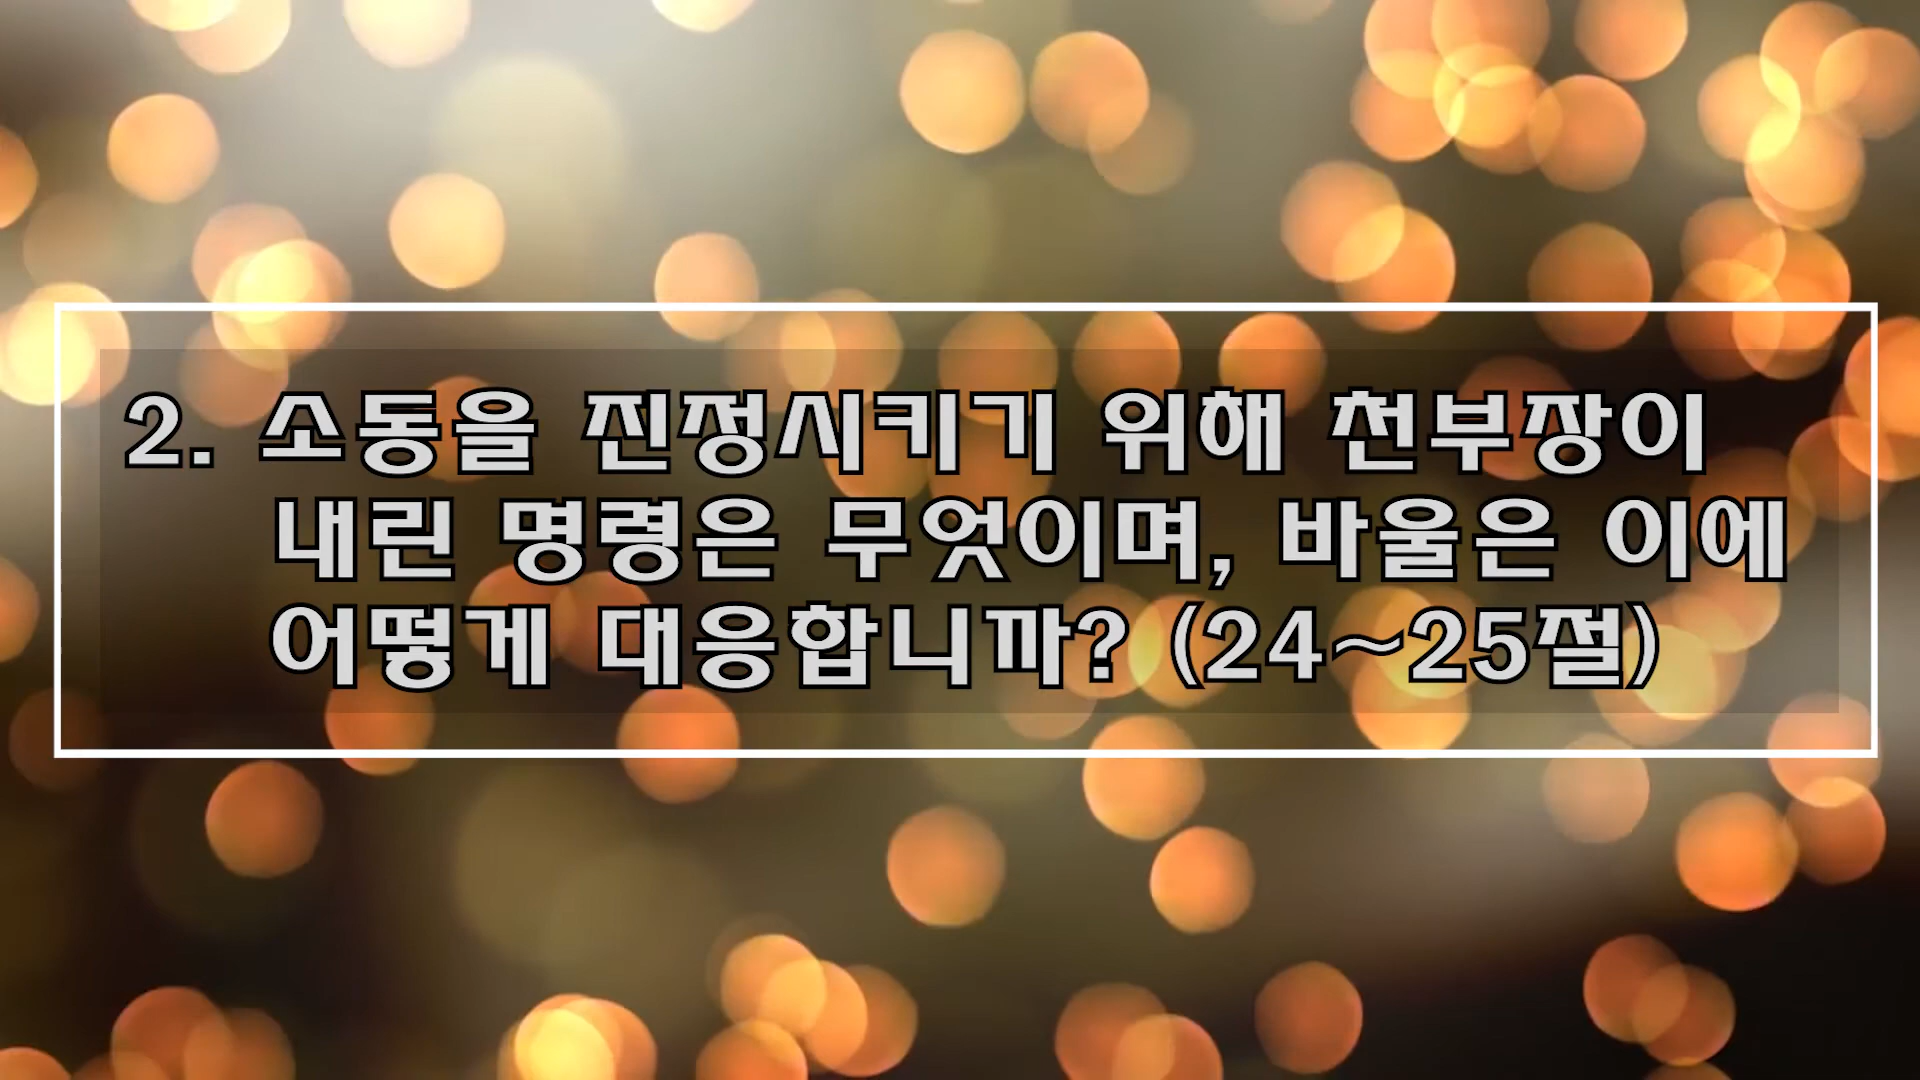 2. 소동을 진정시키기 위해 천부장이
내린 명령은 무엇이며, 바울은 이에
어떻게 대응합니까? (24~25절)